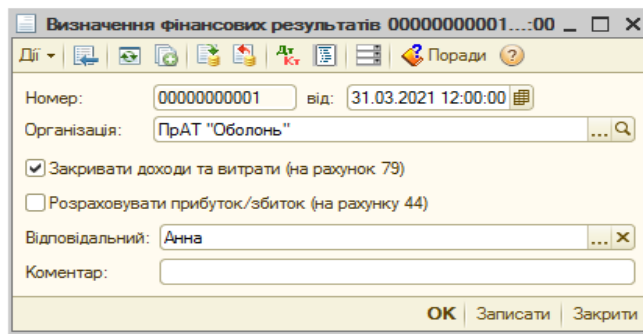 Визначення фінансових результатів 00000000001...:00
Дії Дт Кт Поради
Номер: 00000000001 від: 31.03.2021 12:00:00
Організація: ПрАТ "Оболонь" ...
Закривати доходи та витрати (на рахунок 79)
Розраховувати прибуток/збиток (на рахунку 44)
Відповідальний: Анна ...
Коментар:
OK Записати Закрити